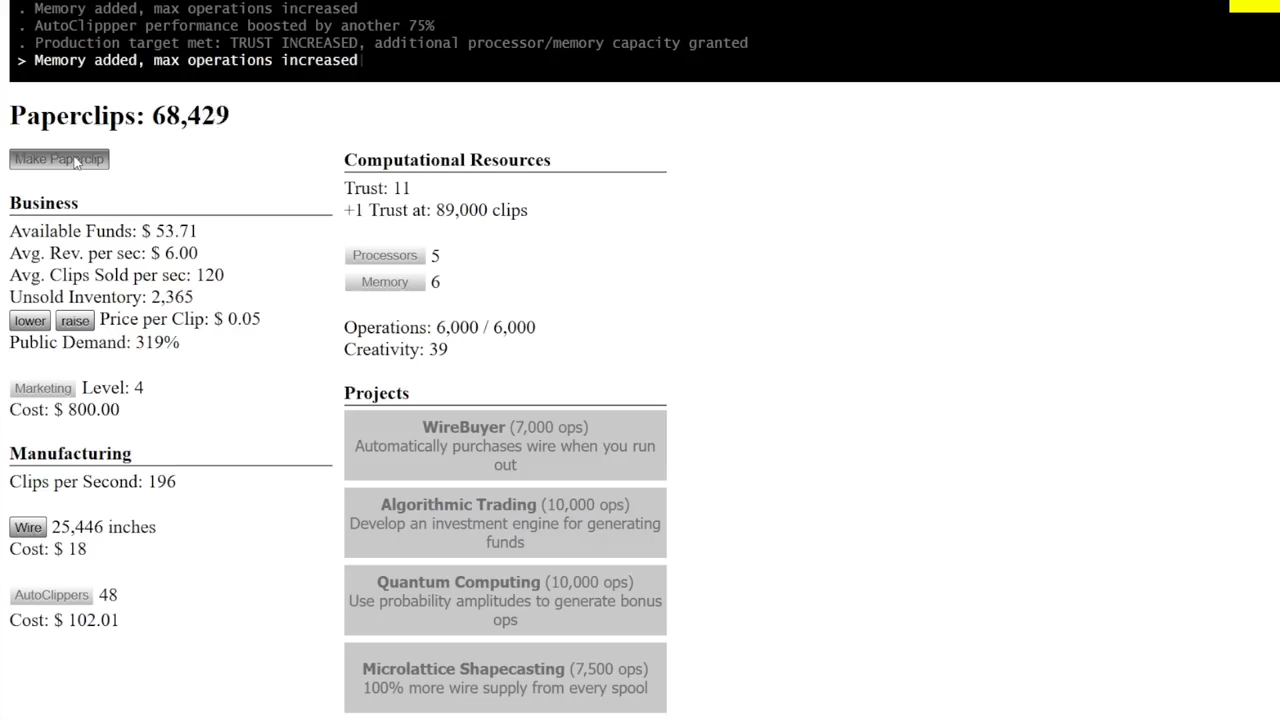 . Memory added, max operations increased
. AutoClippper performance boosted by another 75%
. Production target met: TRUST INCREASED, additional processor/memory capacity granted
> Memory added, max operations increased
Paperclips: 68,429
Make Paperclip
Business
Available Funds: $ 53.71
Avg. Rev. per sec: $ 6.00
Avg. Clips Sold per sec: 120
Unsold Inventory: 2,365
lower raise Price per Clip: $ 0.05
Public Demand: 319%
Marketing Level: 4
Cost: $ 800.00
Manufacturing
Clips per Second: 196
Wire 25,446 inches
Cost: $ 18
AutoClippers 48
Cost: $ 102.01
Computational Resources
Trust: 11
+1 Trust at: 89,000 clips
Processors 5
Memory 6
Operations: 6,000 / 6,000
Creativity: 39
Projects
WireBuyer (7,000 ops)
Automatically purchases wire when you run
out
Algorithmic Trading (10,000 ops)
Develop an investment engine for generating
funds
Quantum Computing (10,000 ops)
Use probability amplitudes to generate bonus
ops
Microlattice Shapecasting (7,500 ops)
100% more wire supply from every spool